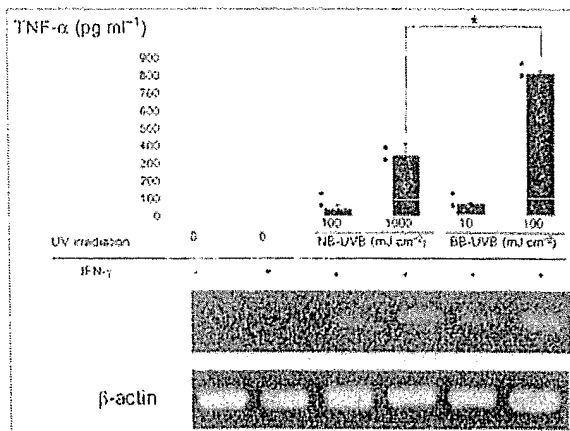 TNF-α (pg ml⁻¹)
*
900
800
700
600
500
400
300
200
100
0
100 1000 10 100
UV irradiation 0 0 NB-UVB (mJ cm⁻²) BB-UVB (mJ cm⁻²)
IFN-γ
β-actin